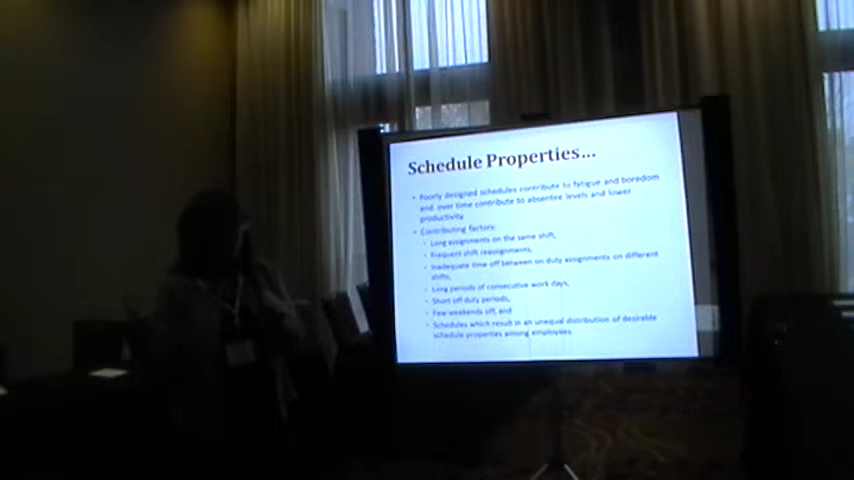 Schedule Properties...
• Poorly designed schedules contribute to fatigue and boredom
and over time contribute to absentee levels and lower
productivity.
• Contributing factors:
- Long assignments on the same shift,
- Frequent shift reassignments,
- Inadequate time off between on duty assignments on different
shifts,
- Long periods of consecutive work days,
- Short off duty periods,
- Few weekends off, and
- Schedules which result in an unequal distribution of desirable
schedule properties among employees.